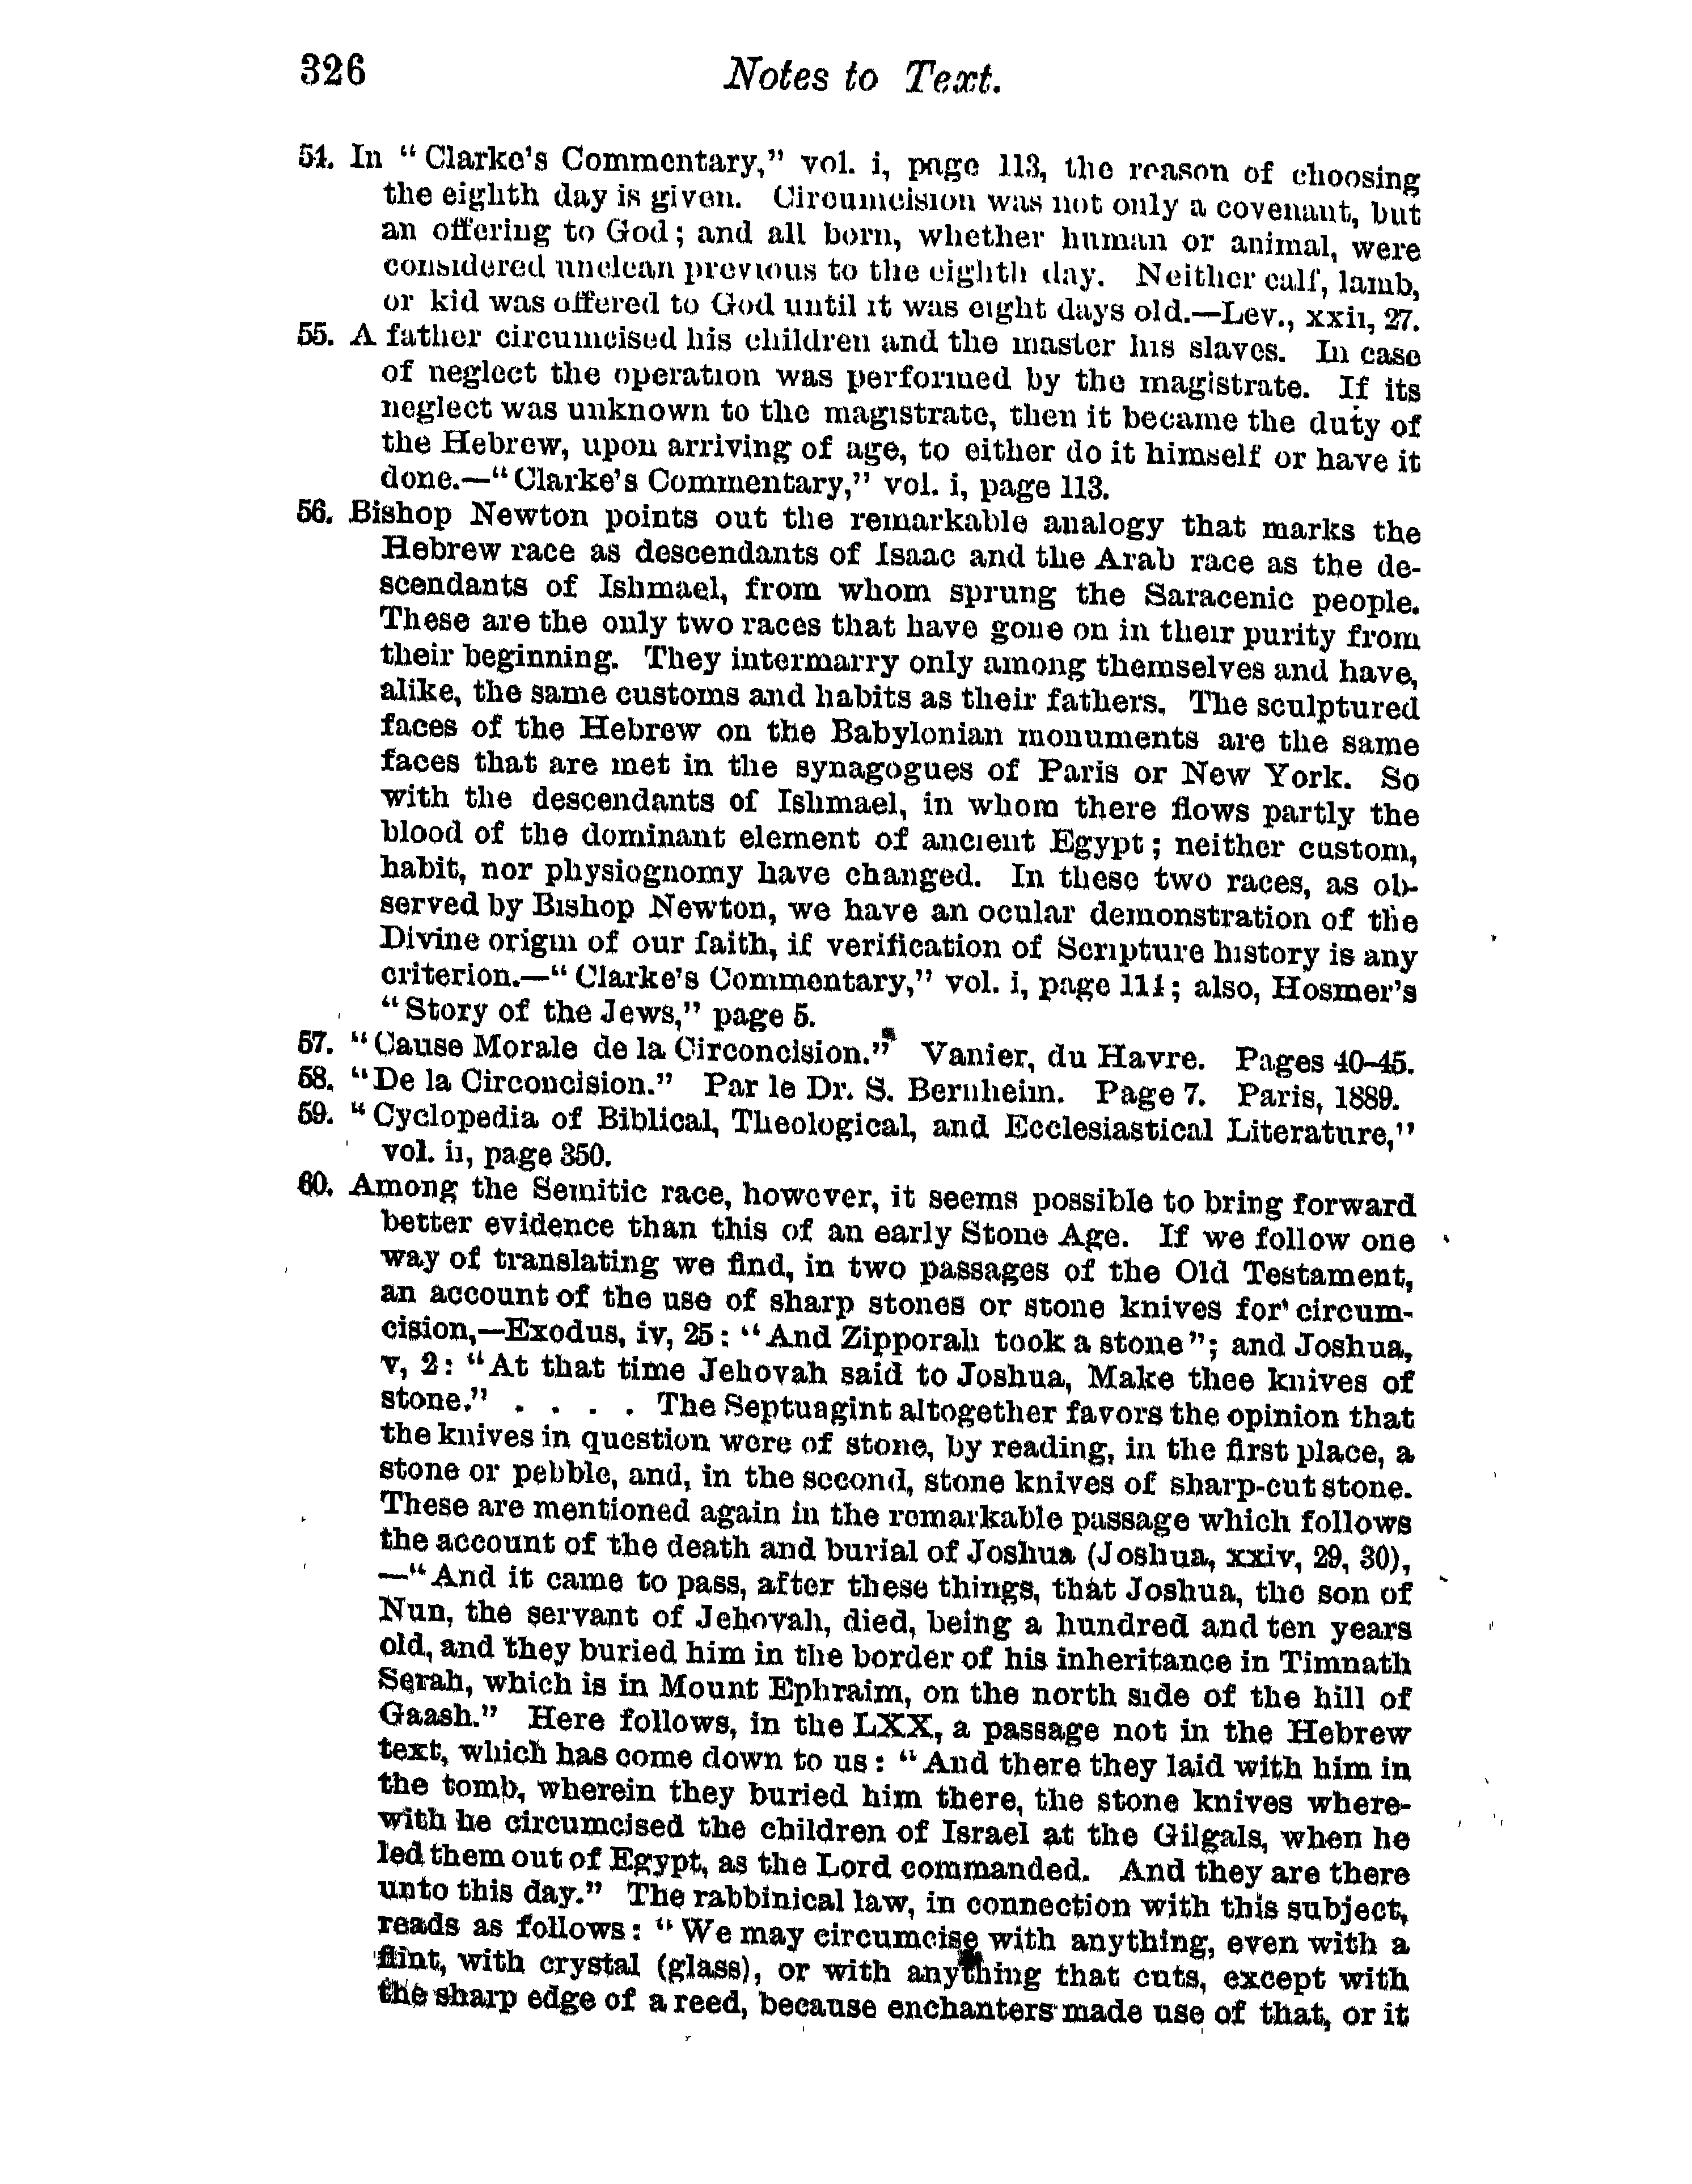 326
Notes to Text.
54. In “Clarke's Commentary,” vol. i, page 113, the reason of choosing
the eighth day is given. Circumcision was not only a covenant, but
an offering to God; and all born, whether human or animal, were
considered unclean previous to the eighth day. Neither calf, lamb,
or kid was offered to God until it was eight days old.—Lev., xxii, 27.
55. A father circumcised his children and the master his slaves. In case
of neglect the operation was performed by the magistrate. If its
neglect was unknown to the magistrate, then it became the duty of
the Hebrew, upon arriving of age, to either do it himself or have it
done.—“Clarke's Commentary,” vol. i, page 113.
56. Bishop Newton points out the remarkable analogy that marks the
Hebrew race as descendants of Isaac and the Arab race as the de-
scendants of Ishmael, from whom sprung the Saracenic people.
These are the only two races that have gone on in their purity from
their beginning. They intermarry only among themselves and have,
alike, the same customs and habits as their fathers. The sculptured
faces of the Hebrew on the Babylonian monuments are the same
faces that are met in the synagogues of Paris or New York. So
with the descendants of Ishmael, in whom there flows partly the
blood of the dominant element of ancient Egypt; neither custom,
habit, nor physiognomy have changed. In these two races, as ob-
served by Bishop Newton, we have an ocular demonstration of the
Divine origin of our faith, if verification of Scripture history is any
criterion.—“Clarke's Commentary,” vol. i, page 111; also, Hosmer's
“Story of the Jews,” page 5.
57. “Cause Morale de la Circoncision.” Vanier, du Havre. Pages 40–45.
58. “De la Circoncision.” Par le Dr. S. Bernheim. Page 7. Paris, 1889.
59. “Cyclopedia of Biblical, Theological, and Ecclesiastical Literature,”
vol. ii, page 350.
60. Among the Semitic race, however, it seems possible to bring forward
better evidence than this of an early Stone Age. If we follow one
way of translating we find, in two passages of the Old Testament,
an account of the use of sharp stones or stone knives for circum-
cision,—Exodus, iv, 25: “And Zipporah took a stone”; and Joshua,
v, 2: “At that time Jehovah said to Joshua, Make thee knives of
stone.” . . . . The Septuagint altogether favors the opinion that
the knives in question were of stone, by reading, in the first place, a
stone or pebble, and, in the second, stone knives of sharp-cut stone.
These are mentioned again in the remarkable passage which follows
the account of the death and burial of Joshua (Joshua, xxiv, 29, 30),
—“And it came to pass, after these things, that Joshua, the son of
Nun, the servant of Jehovah, died, being a hundred and ten years
old, and they buried him in the border of his inheritance in Timnath
Serah, which is in Mount Ephraim, on the north side of the hill of
Gaash.” Here follows, in the LXX, a passage not in the Hebrew
text, which has come down to us: “And there they laid with him in
the tomb, wherein they buried him there, the stone knives where-
with he circumcised the children of Israel at the Gilgals, when he
led them out of Egypt, as the Lord commanded. And they are there
unto this day.” The rabbinical law, in connection with this subject,
reads as follows: “We may circumcise with anything, even with a
flint, with crystal (glass), or with anything that cuts, except with
the sharp edge of a reed, because enchanters made use of that, or it